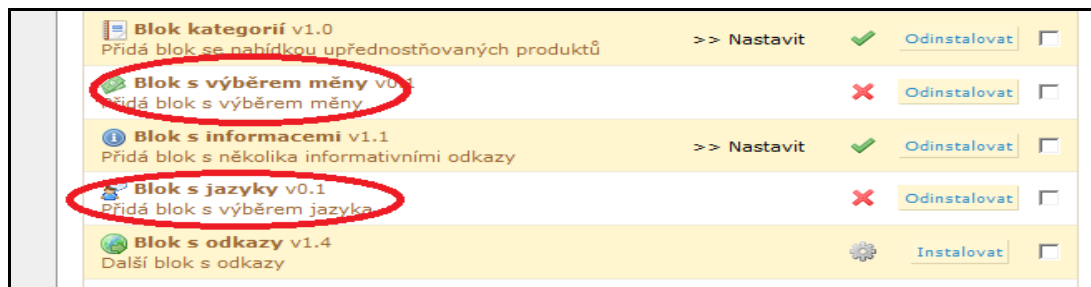 Blok kategorií v1.0
Přidá blok se nabídkou upřednostňovaných produktů
>> Nastavit
Odinstalovat
Blok s výběrem měny v0.1
Přidá blok s výběrem měny
Odinstalovat
Blok s informacemi v1.1
Přidá blok s několika informativními odkazy
>> Nastavit
Odinstalovat
Blok s jazyky v0.1
Přidá blok s výběrem jazyka
Odinstalovat
Blok s odkazy v1.4
Další blok s odkazy
Instalovat